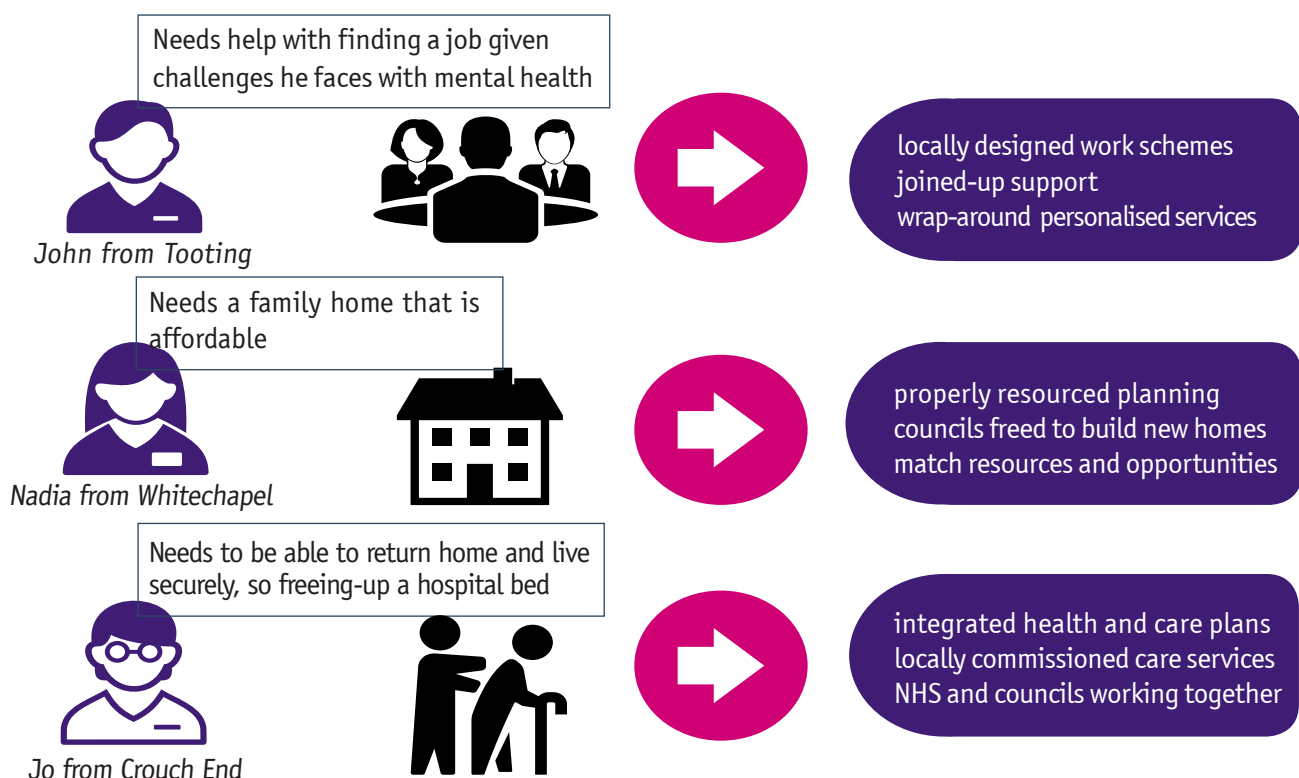 Needs help with finding a job given
challenges he faces with mental health
John from Tooting
locally designed work schemes
joined-up support
wrap-around personalised services
Needs a family home that is
affordable
Nadia from Whitechapel
properly resourced planning
councils freed to build new homes
match resources and opportunities
Needs to be able to return home and live
securely, so freeing-up a hospital bed
Jo from Crouch End
integrated health and care plans
locally commissioned care services
NHS and councils working together